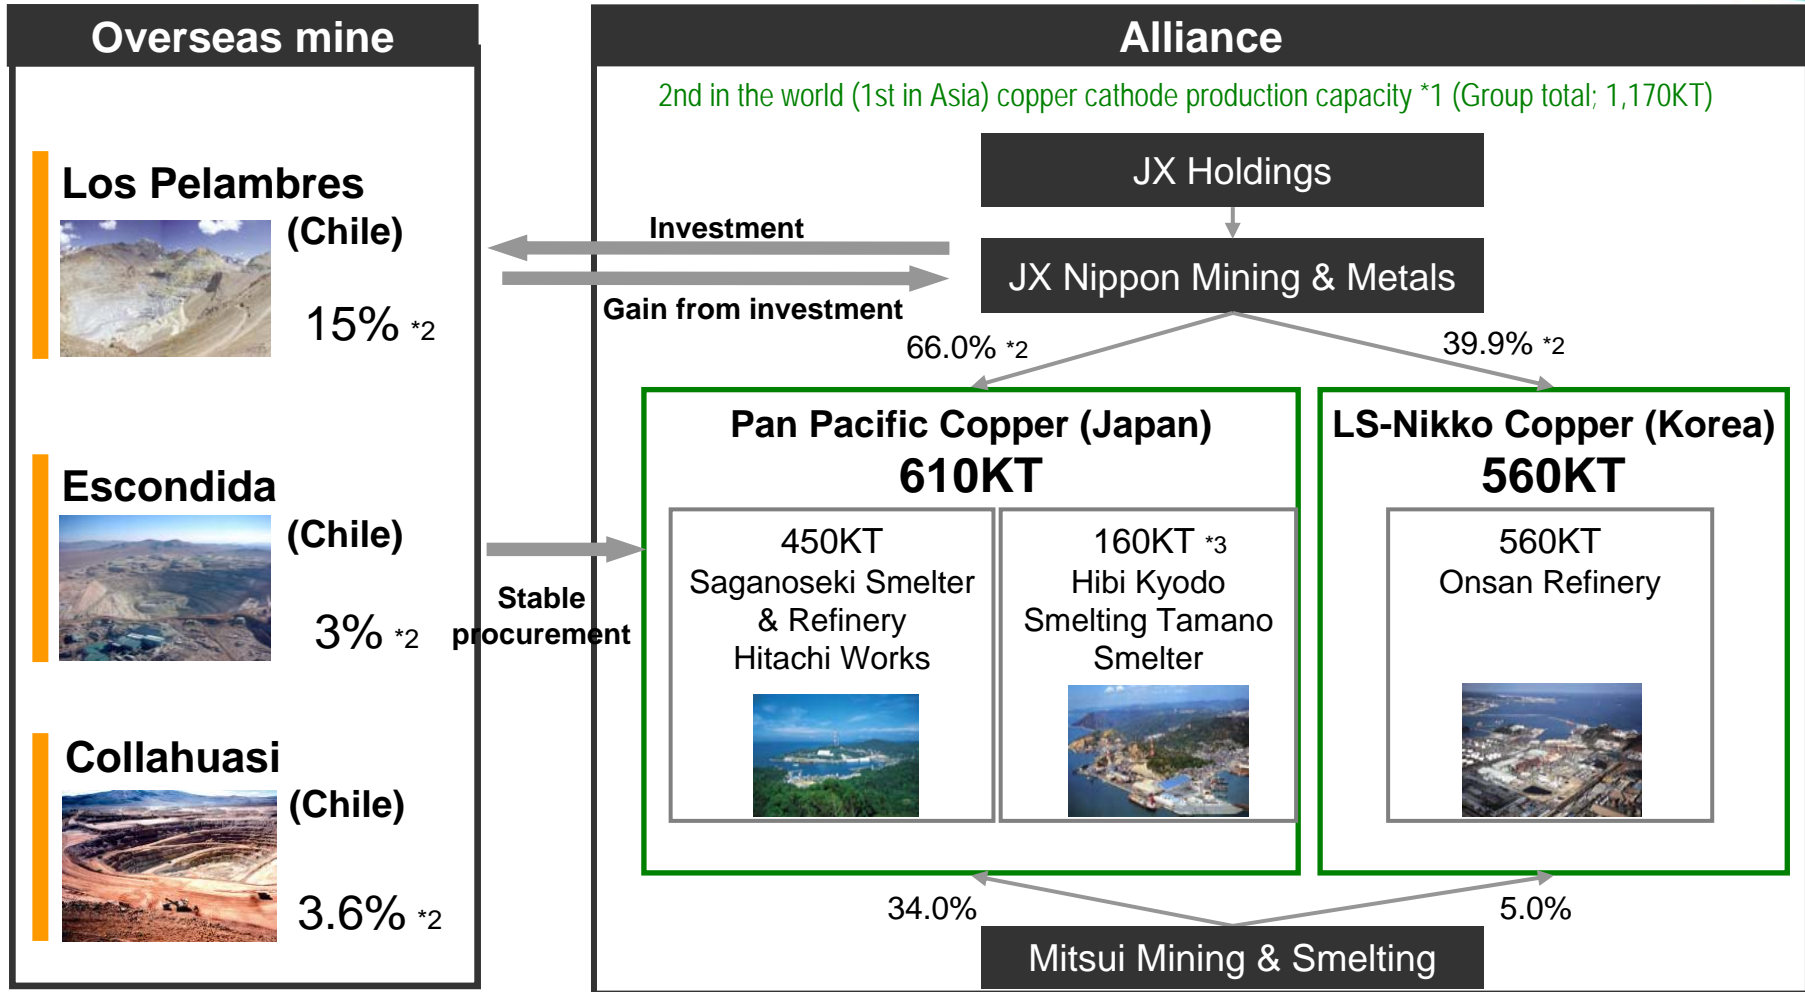 Overseas mine
Los Pelambres
(Chile)
15% *2
Escondida
(Chile)
3% *2
Collahuasi
(Chile)
3.6% *2
Investment
Gain from investment
Stable
procurement
Alliance
2nd in the world (1st in Asia) copper cathode production capacity *1 (Group total; 1,170KT)
JX Holdings
JX Nippon Mining & Metals
66.0% *2
39.9% *2
Pan Pacific Copper (Japan)
610KT
450KT
Saganoseki Smelter
& Refinery
Hitachi Works
160KT *3
Hibi Kyodo
Smelting Tamano
Smelter
LS-Nikko Copper (Korea)
560KT
560KT
Onsan Refinery
34.0%
5.0%
Mitsui Mining & Smelting